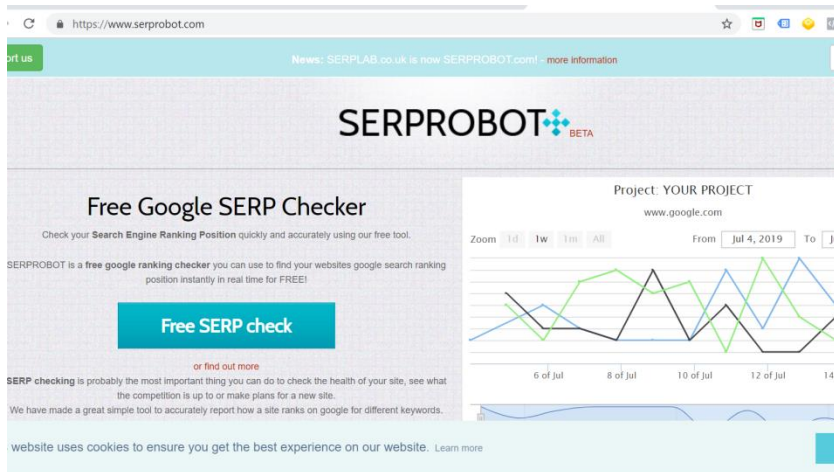 https://www.serprobot.com
ort us
News: SERPLAB.co.uk is now SERPROBOT.com! - more information
SERPROBOT
BETA
Free Google SERP Checker
Check your Search Engine Ranking Position quickly and accurately using our free tool.
SERPROBOT is a free google ranking checker you can use to find your websites google search ranking
position instantly in real time for FREE!
Free SERP check
or find out more
SERP checking is probably the most important thing you can do to check the health of your site, see what
the competition is up to or make plans for a new site.
We have made a great simple tool to accurately report how a site ranks on google for different keywords.
Project: YOUR PROJECT
www.google.com
Zoom 1d 1w 1m All From Jul 4, 2019 To
6 of Jul 8 of Jul 10 of Jul 12 of Jul 14
website uses cookies to ensure you get the best experience on our website. Learn more